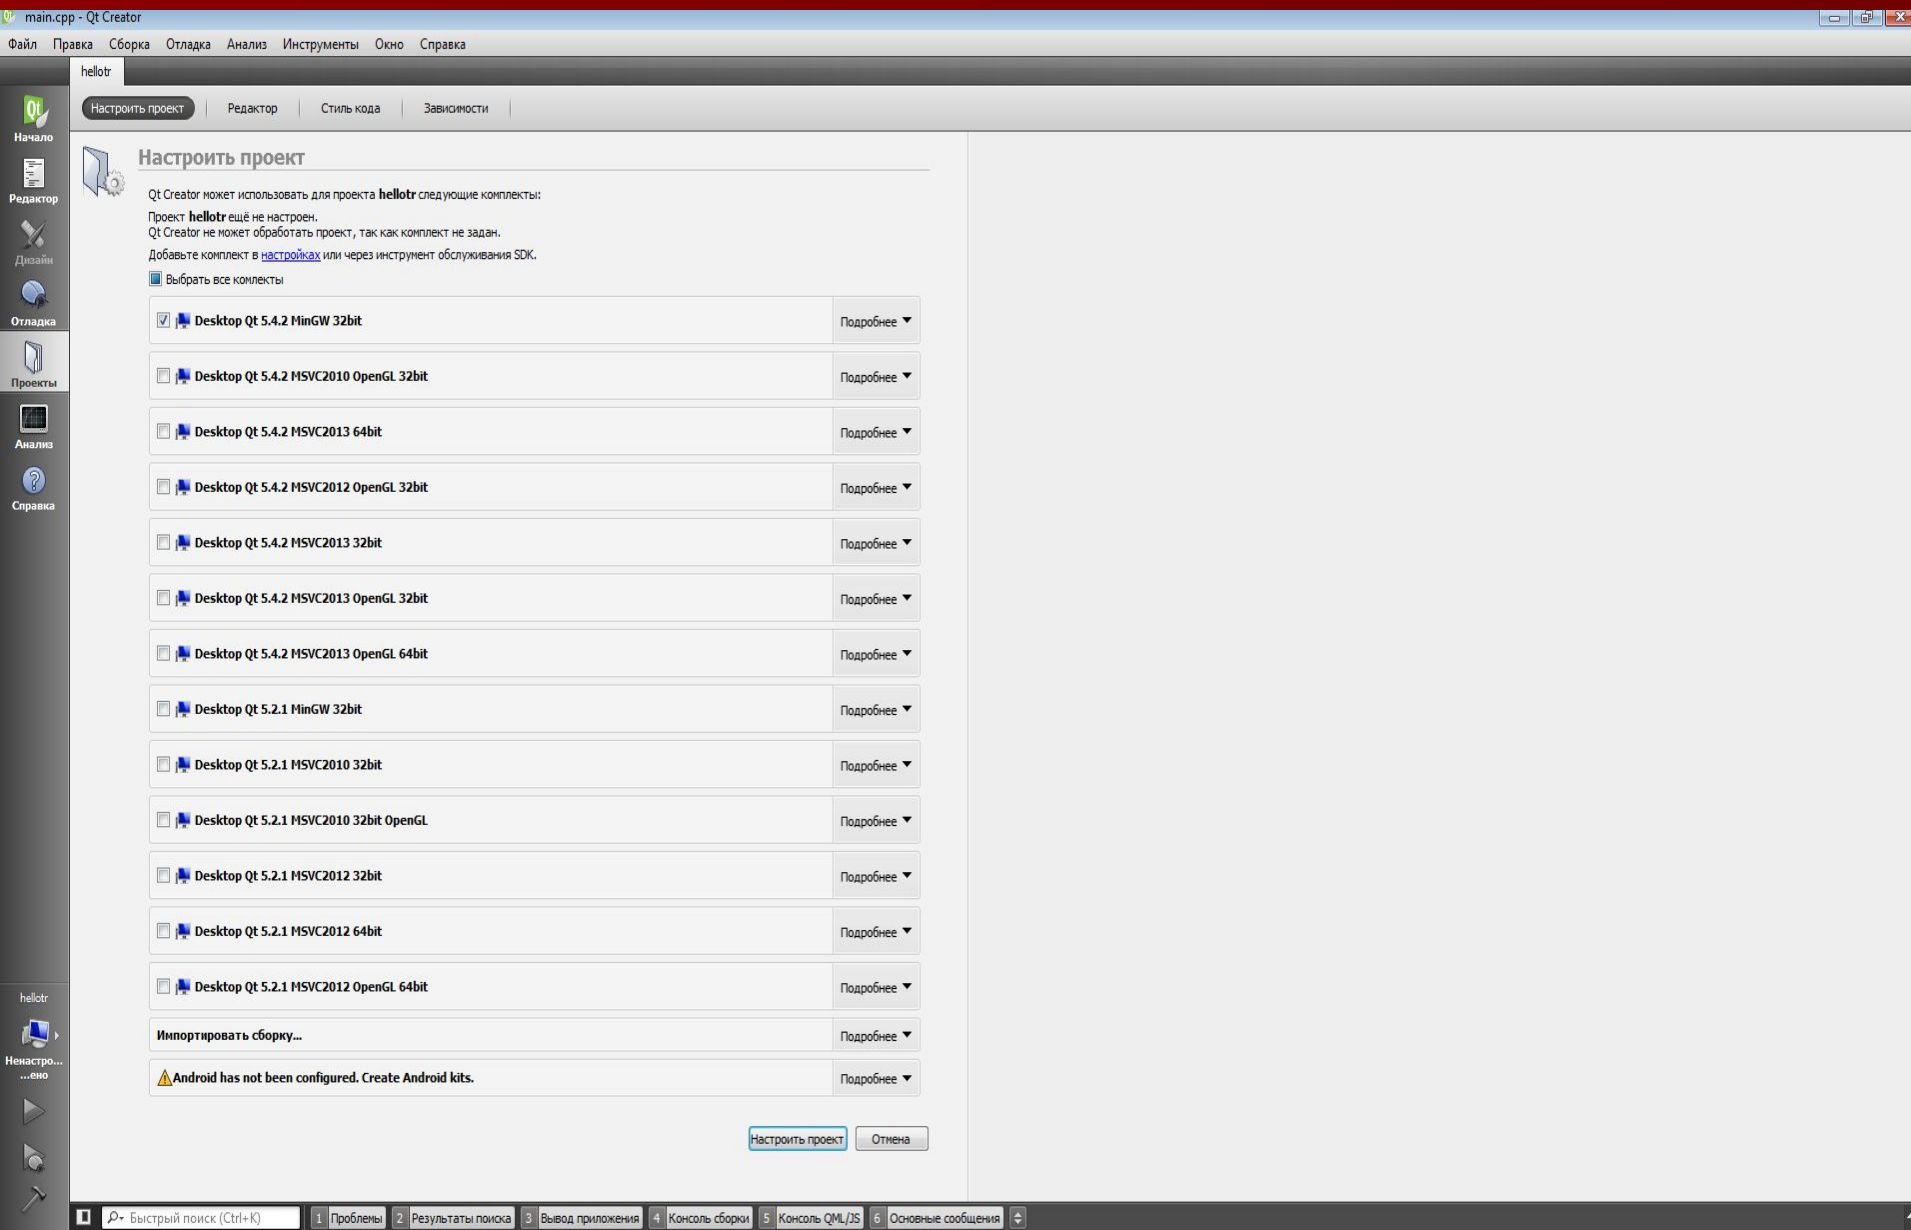 main.cpp - Qt Creator
Файл Правка Сборка Отладка Анализ Инструменты Окно Справка
hellotr
Настроить проект Редактор Стиль кода Зависимости
Начало
Редактор
Дизайн
Отладка
Проекты
Анализ
Справка
Настроить проект
Qt Creator может использовать для проекта hellotr следующие комплекты:
Проект hellotr ещё не настроен.
Qt Creator не может обработать проект, так как комплект не задан.
Добавьте комплект в настройках или через инструмент обслуживания SDK.
Выбрать все комлекты
Desktop Qt 5.4.2 MinGW 32bit Подробнее
Desktop Qt 5.4.2 MSVC2010 OpenGL 32bit Подробнее
Desktop Qt 5.4.2 MSVC2013 64bit Подробнее
Desktop Qt 5.4.2 MSVC2012 OpenGL 32bit Подробнее
Desktop Qt 5.4.2 MSVC2013 32bit Подробнее
Desktop Qt 5.4.2 MSVC2013 OpenGL 32bit Подробнее
Desktop Qt 5.4.2 MSVC2013 OpenGL 64bit Подробнее
Desktop Qt 5.2.1 MinGW 32bit Подробнее
Desktop Qt 5.2.1 MSVC2010 32bit Подробнее
Desktop Qt 5.2.1 MSVC2010 32bit OpenGL Подробнее
Desktop Qt 5.2.1 MSVC2012 32bit Подробнее
Desktop Qt 5.2.1 MSVC2012 64bit Подробнее
Desktop Qt 5.2.1 MSVC2012 OpenGL 64bit Подробнее
Импортировать сборку... Подробнее
Android has not been configured. Create Android kits. Подробнее
Настроить проект Отмена
hellotr
Ненастро...
...ено
Быстрый поиск (Ctrl+K) 1 Проблемы 2 Результаты поиска 3 Вывод приложения 4 Консоль сборки 5 Консоль QML/JS 6 Основные сообщения